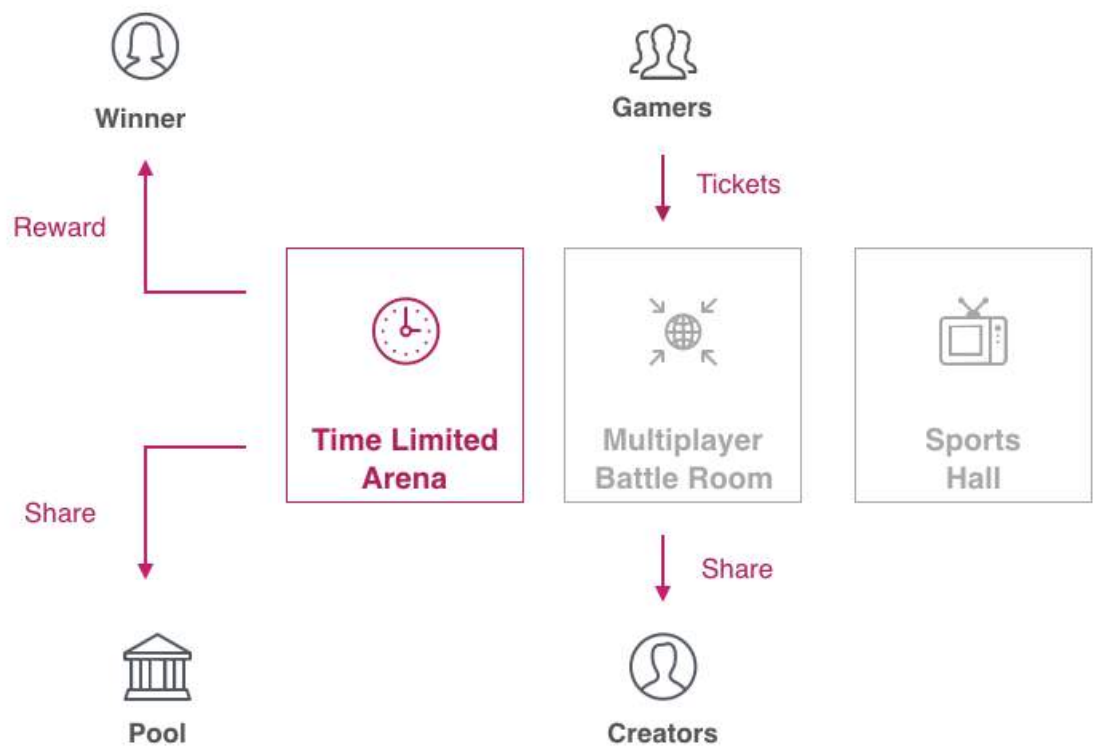 Winner
Gamers
Tickets
Reward
Time Limited
Arena
Multiplayer
Battle Room
Sports
Hall
Share
Share
Pool
Creators